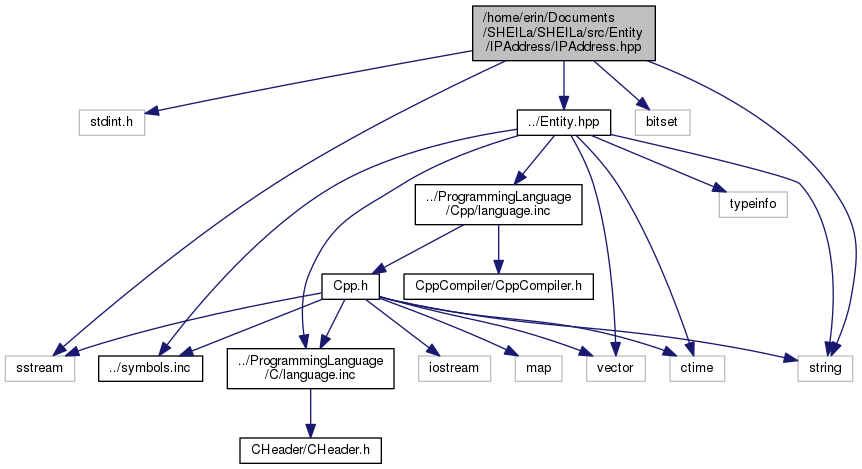 /home/erin/Documents
/SHEILa/SHEILa/src/Entity
/IPAddress/IPAddress.hpp
stdint.h
../Entity.hpp
bitset
../ProgrammingLanguage
/Cpp/language.inc
typeinfo
Cpp.h
CppCompiler/CppCompiler.h
sstream
../symbols.inc
../ProgrammingLanguage
/C/language.inc
iostream
map
vector
ctime
string
CHeader/CHeader.h